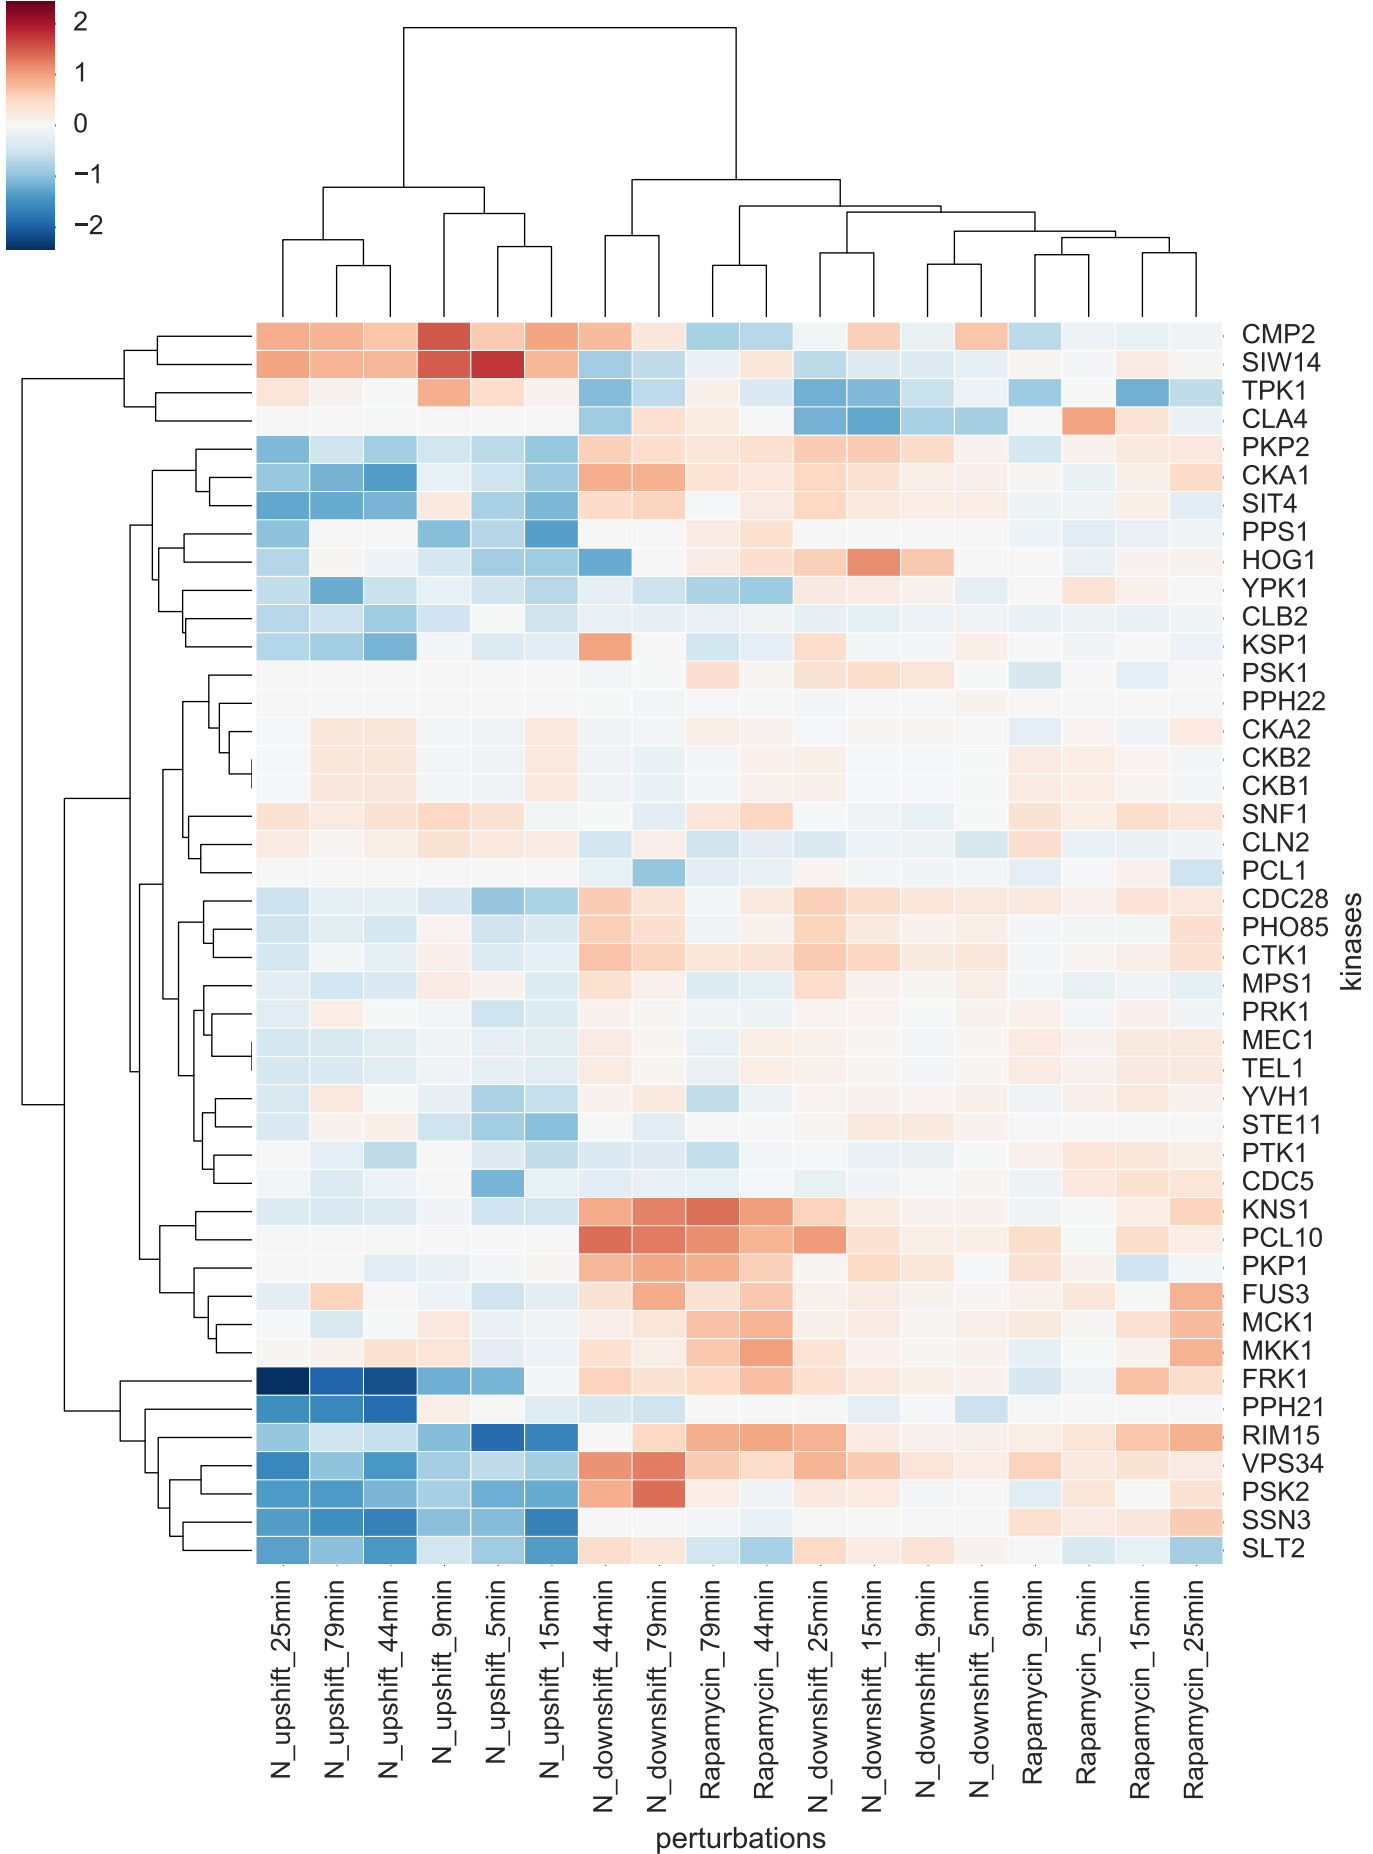 2
1
0
−1
−2
CMP2
SIW14
TPK1
CLA4
PKP2
CKA1
SIT4
PPS1
HOG1
YPK1
CLB2
KSP1
PSK1
PPH22
CKA2
CKB2
CKB1
SNF1
CLN2
PCL1
CDC28
PHO85
CTK1
MPS1
PRK1
MEC1
TEL1
YVH1
STE11
PTK1
CDC5
KNS1
PCL10
PKP1
FUS3
MCK1
MKK1
FRK1
PPH21
RIM15
VPS34
PSK2
SSN3
SLT2
kinases
N_upshift_25min
N_upshift_79min
N_upshift_44min
N_upshift_9min
N_upshift_5min
N_upshift_15min
N_downshift_44min
N_downshift_79min
Rapamycin_79min
Rapamycin_44min
N_downshift_25min
N_downshift_15min
N_downshift_9min
N_downshift_5min
Rapamycin_9min
Rapamycin_5min
Rapamycin_15min
Rapamycin_25min
perturbations